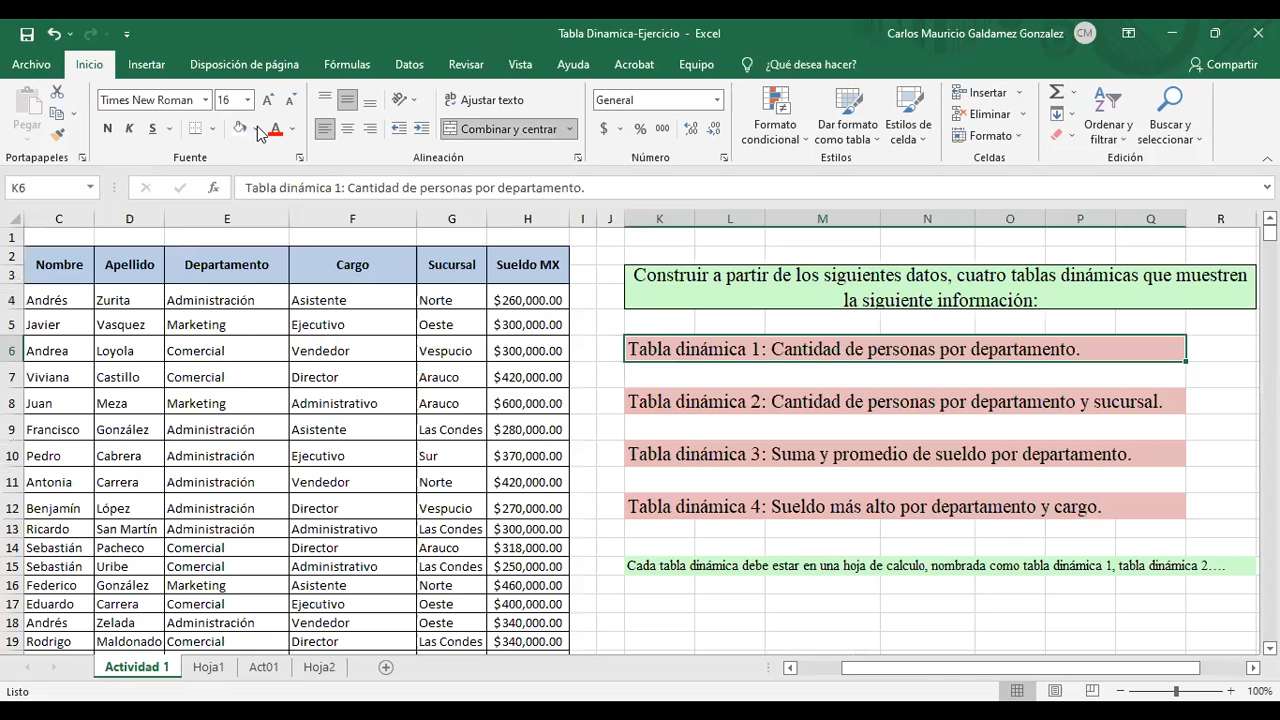 Tabla Dinamica-Ejercicio - Excel
Carlos Mauricio Galdamez Gonzalez CM
Archivo Inicio Insertar Disposición de página Fórmulas Datos Revisar Vista Ayuda Acrobat Equipo ¿Qué desea hacer? Compartir
Pegar
Times New Roman 16
N K S
Ajustar texto
Combinar y centrar
General
$ % 000
Formato condicional
Dar formato como tabla
Estilos de celda
Insertar
Eliminar
Formato
Ordenar y filtrar
Buscar y seleccionar
Portapapeles Fuente Alineación Número Estilos Celdas Edición
K6 fx Tabla dinámica 1: Cantidad de personas por departamento.
C D E F G H I J K L M N O P Q R
1
2
3 Nombre Apellido Departamento Cargo Sucursal Sueldo MX
Construir a partir de los siguientes datos, cuatro tablas dinámicas que muestren
la siguiente información:
4 Andrés Zurita Administración Asistente Norte $260,000.00
5 Javier Vasquez Marketing Ejecutivo Oeste $300,000.00
6 Andrea Loyola Comercial Vendedor Vespucio $300,000.00 Tabla dinámica 1: Cantidad de personas por departamento.
7 Viviana Castillo Comercial Director Arauco $420,000.00
8 Juan Meza Marketing Administrativo Arauco $600,000.00 Tabla dinámica 2: Cantidad de personas por departamento y sucursal.
9 Francisco González Administración Asistente Las Condes $280,000.00
10 Pedro Cabrera Administración Ejecutivo Sur $370,000.00 Tabla dinámica 3: Suma y promedio de sueldo por departamento.
11 Antonia Carrera Administración Vendedor Norte $420,000.00
12 Benjamín López Administración Director Vespucio $270,000.00 Tabla dinámica 4: Sueldo más alto por departamento y cargo.
13 Ricardo San Martín Administración Administrativo Las Condes $300,000.00
14 Sebastián Pacheco Comercial Director Arauco $318,000.00
15 Sebastián Uribe Comercial Administrativo Las Condes $250,000.00 Cada tabla dinámica debe estar en una hoja de calculo, nombrada como tabla dinámica 1, tabla dinámica 2….
16 Federico González Marketing Asistente Norte $460,000.00
17 Eduardo Carrera Comercial Ejecutivo Oeste $400,000.00
18 Andrés Zelada Administración Vendedor Oeste $340,000.00
19 Rodrigo Maldonado Comercial Director Las Condes $340,000.00
Actividad 1 Hoja1 Act01 Hoja2
Listo 100%